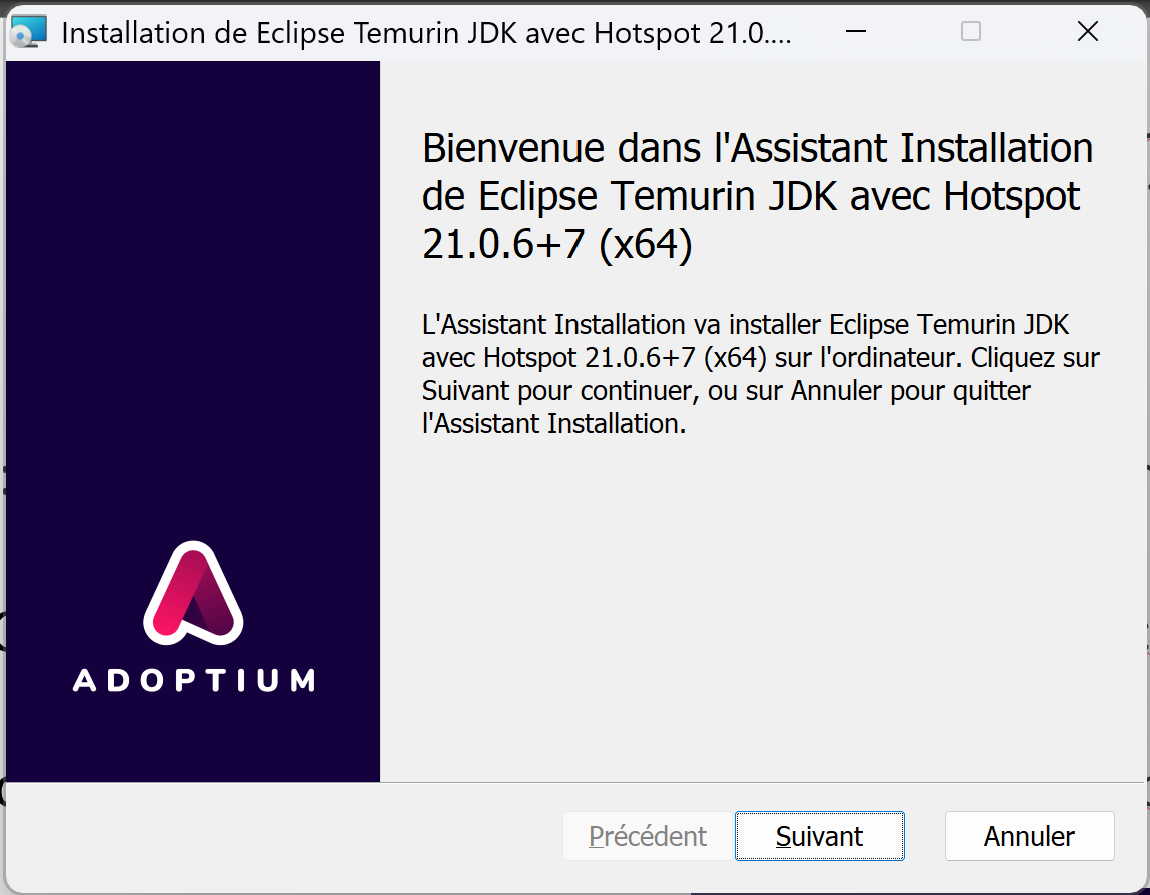 Installation de Eclipse Temurin JDK avec Hotspot 21.0....
Bienvenue dans l'Assistant Installation
de Eclipse Temurin JDK avec Hotspot
21.0.6+7 (x64)
L'Assistant Installation va installer Eclipse Temurin JDK
avec Hotspot 21.0.6+7 (x64) sur l'ordinateur. Cliquez sur
Suivant pour continuer, ou sur Annuler pour quitter
l'Assistant Installation.
ADOPTIUM
Précédent Suivant Annuler